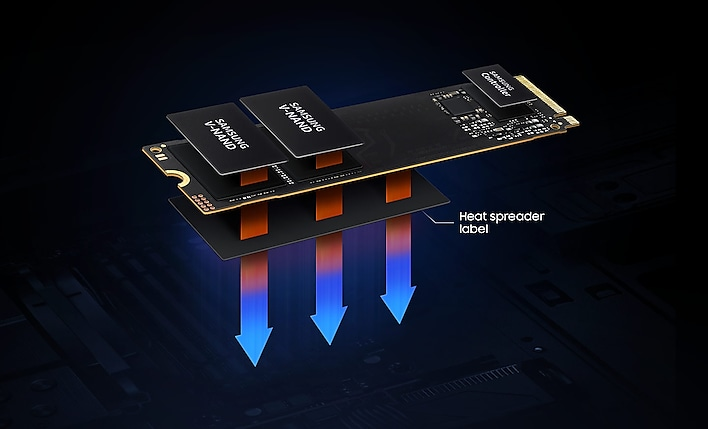 SAMSUNG
V-NAND
SAMSUNG
V-NAND
SAMSUNG
Controller
Heat spreader
label